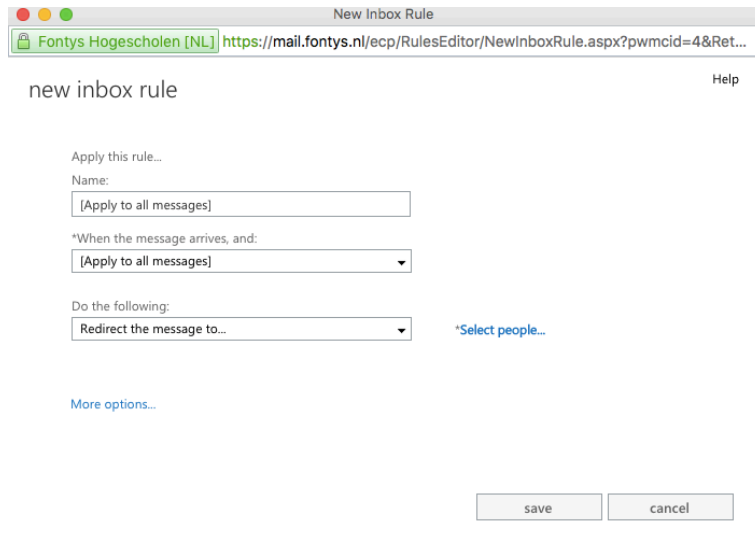 New Inbox Rule
Fontys Hogescholen [NL] https://mail.fontys.nl/ecp/RulesEditor/NewInboxRule.aspx?pwmcid=4&Ret...
Help
new inbox rule
Apply this rule...
Name:
[Apply to all messages]
*When the message arrives, and:
[Apply to all messages]
Do the following:
Redirect the message to... *Select people...
More options...
save cancel